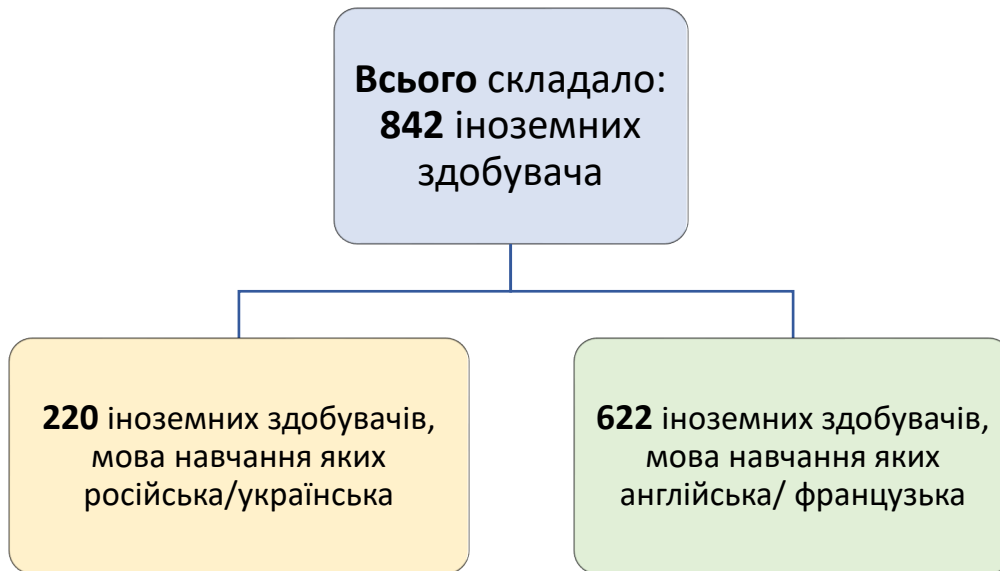 Всього складало:
842 іноземних
здобувача
220 іноземних здобувачів,
мова навчання яких
російська/українська
622 іноземних здобувачів,
мова навчання яких
англійська/ французька